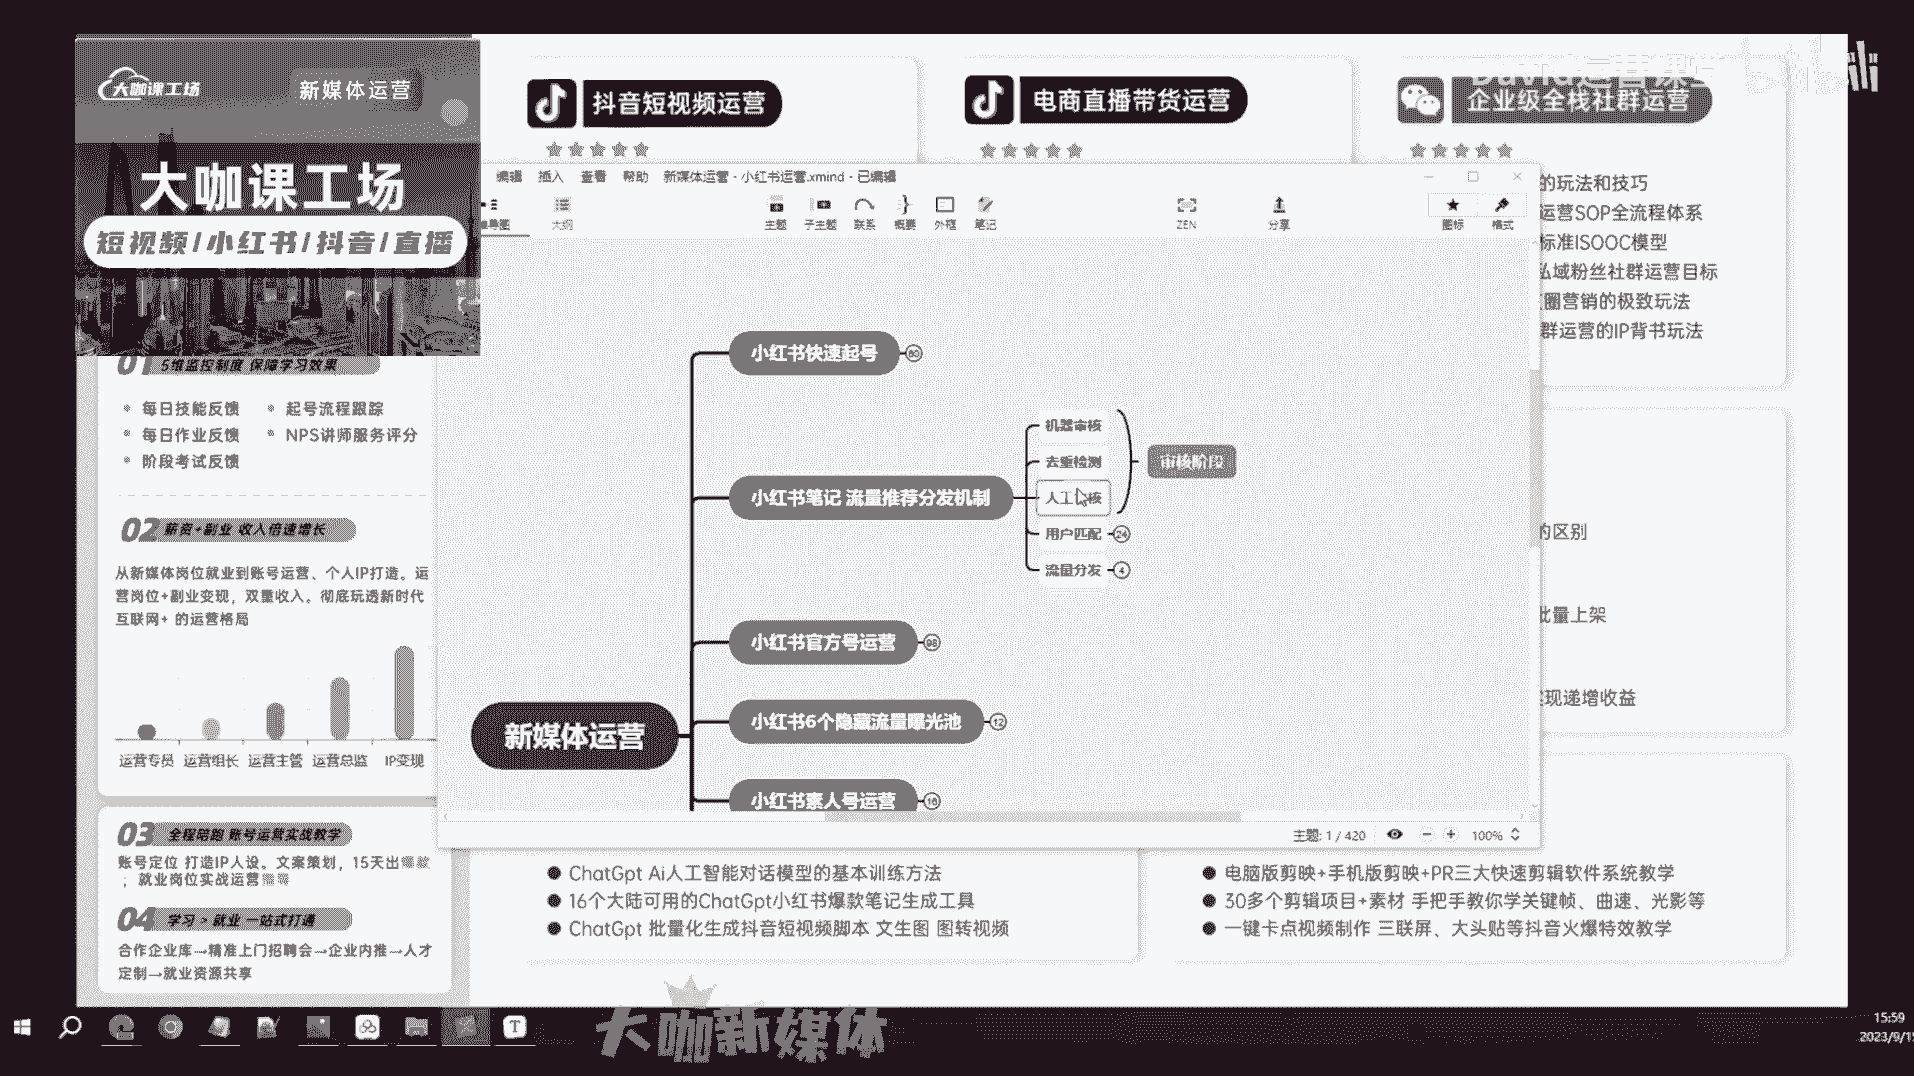 大咖课工场
新媒体运营
大咖课工场
短视频/小红书/抖音/直播
抖音短视频运营
电商直播带货运营
企业级全栈社群运营
编辑 插入 查看 帮助 新媒体运营 - 小红书运营.xmind - 已编辑
大纲
主题 子主题 联系 概要 外框 笔记
ZEN
分享
图标 格式
的玩法和技巧
运营SOP全流程体系
标准ISOOC模型
私域粉丝社群运营目标
圈营销的极致玩法
群运营的IP背书玩法
的区别
批量上架
现递增收益
小红书快速起号 60
小红书笔记 流量推荐分发机制
机器审核
去重检测
人工审核
用户匹配 24
流量分发 4
审核阶段
小红书官方号运营 98
小红书6个隐藏流量曝光池 12
新媒体运营
小红书素人号运营 16
主题: 1 / 420
100%
01 5维监控制度 保障学习效果
每日技能反馈
起号流程跟踪
每日作业反馈
NPS讲师服务评分
阶段考试反馈
02 薪资+副业 收入倍速增长
从新媒体岗位就业到账号运营、个人IP打造。运
营岗位+副业变现，双重收入。彻底玩透新时代
互联网+ 的运营格局
运营专员 运营组长 运营主管 运营总监 IP变现
03 全程陪跑 账号运营实战教学
账号定位 打造IP人设。文案策划，15天出爆款
；就业岗位实战运营
04 学习 > 就业 一站式打通
合作企业库→精准上门招聘会→企业内推→人才
定制→就业资源共享
ChatGpt Ai人工智能对话模型的基本训练方法
16个大陆可用的ChatGpt小红书爆款笔记生成工具
ChatGpt 批量化生成抖音短视频脚本 文生图 图转视频
电脑版剪映+手机版剪映+PR三大快速剪辑软件系统教学
30多个剪辑项目+素材 手把手教你学关键帧、曲速、光影等
一键卡点视频制作 三联屏、大头贴等抖音火爆特效教学
大咖新媒体
15:59